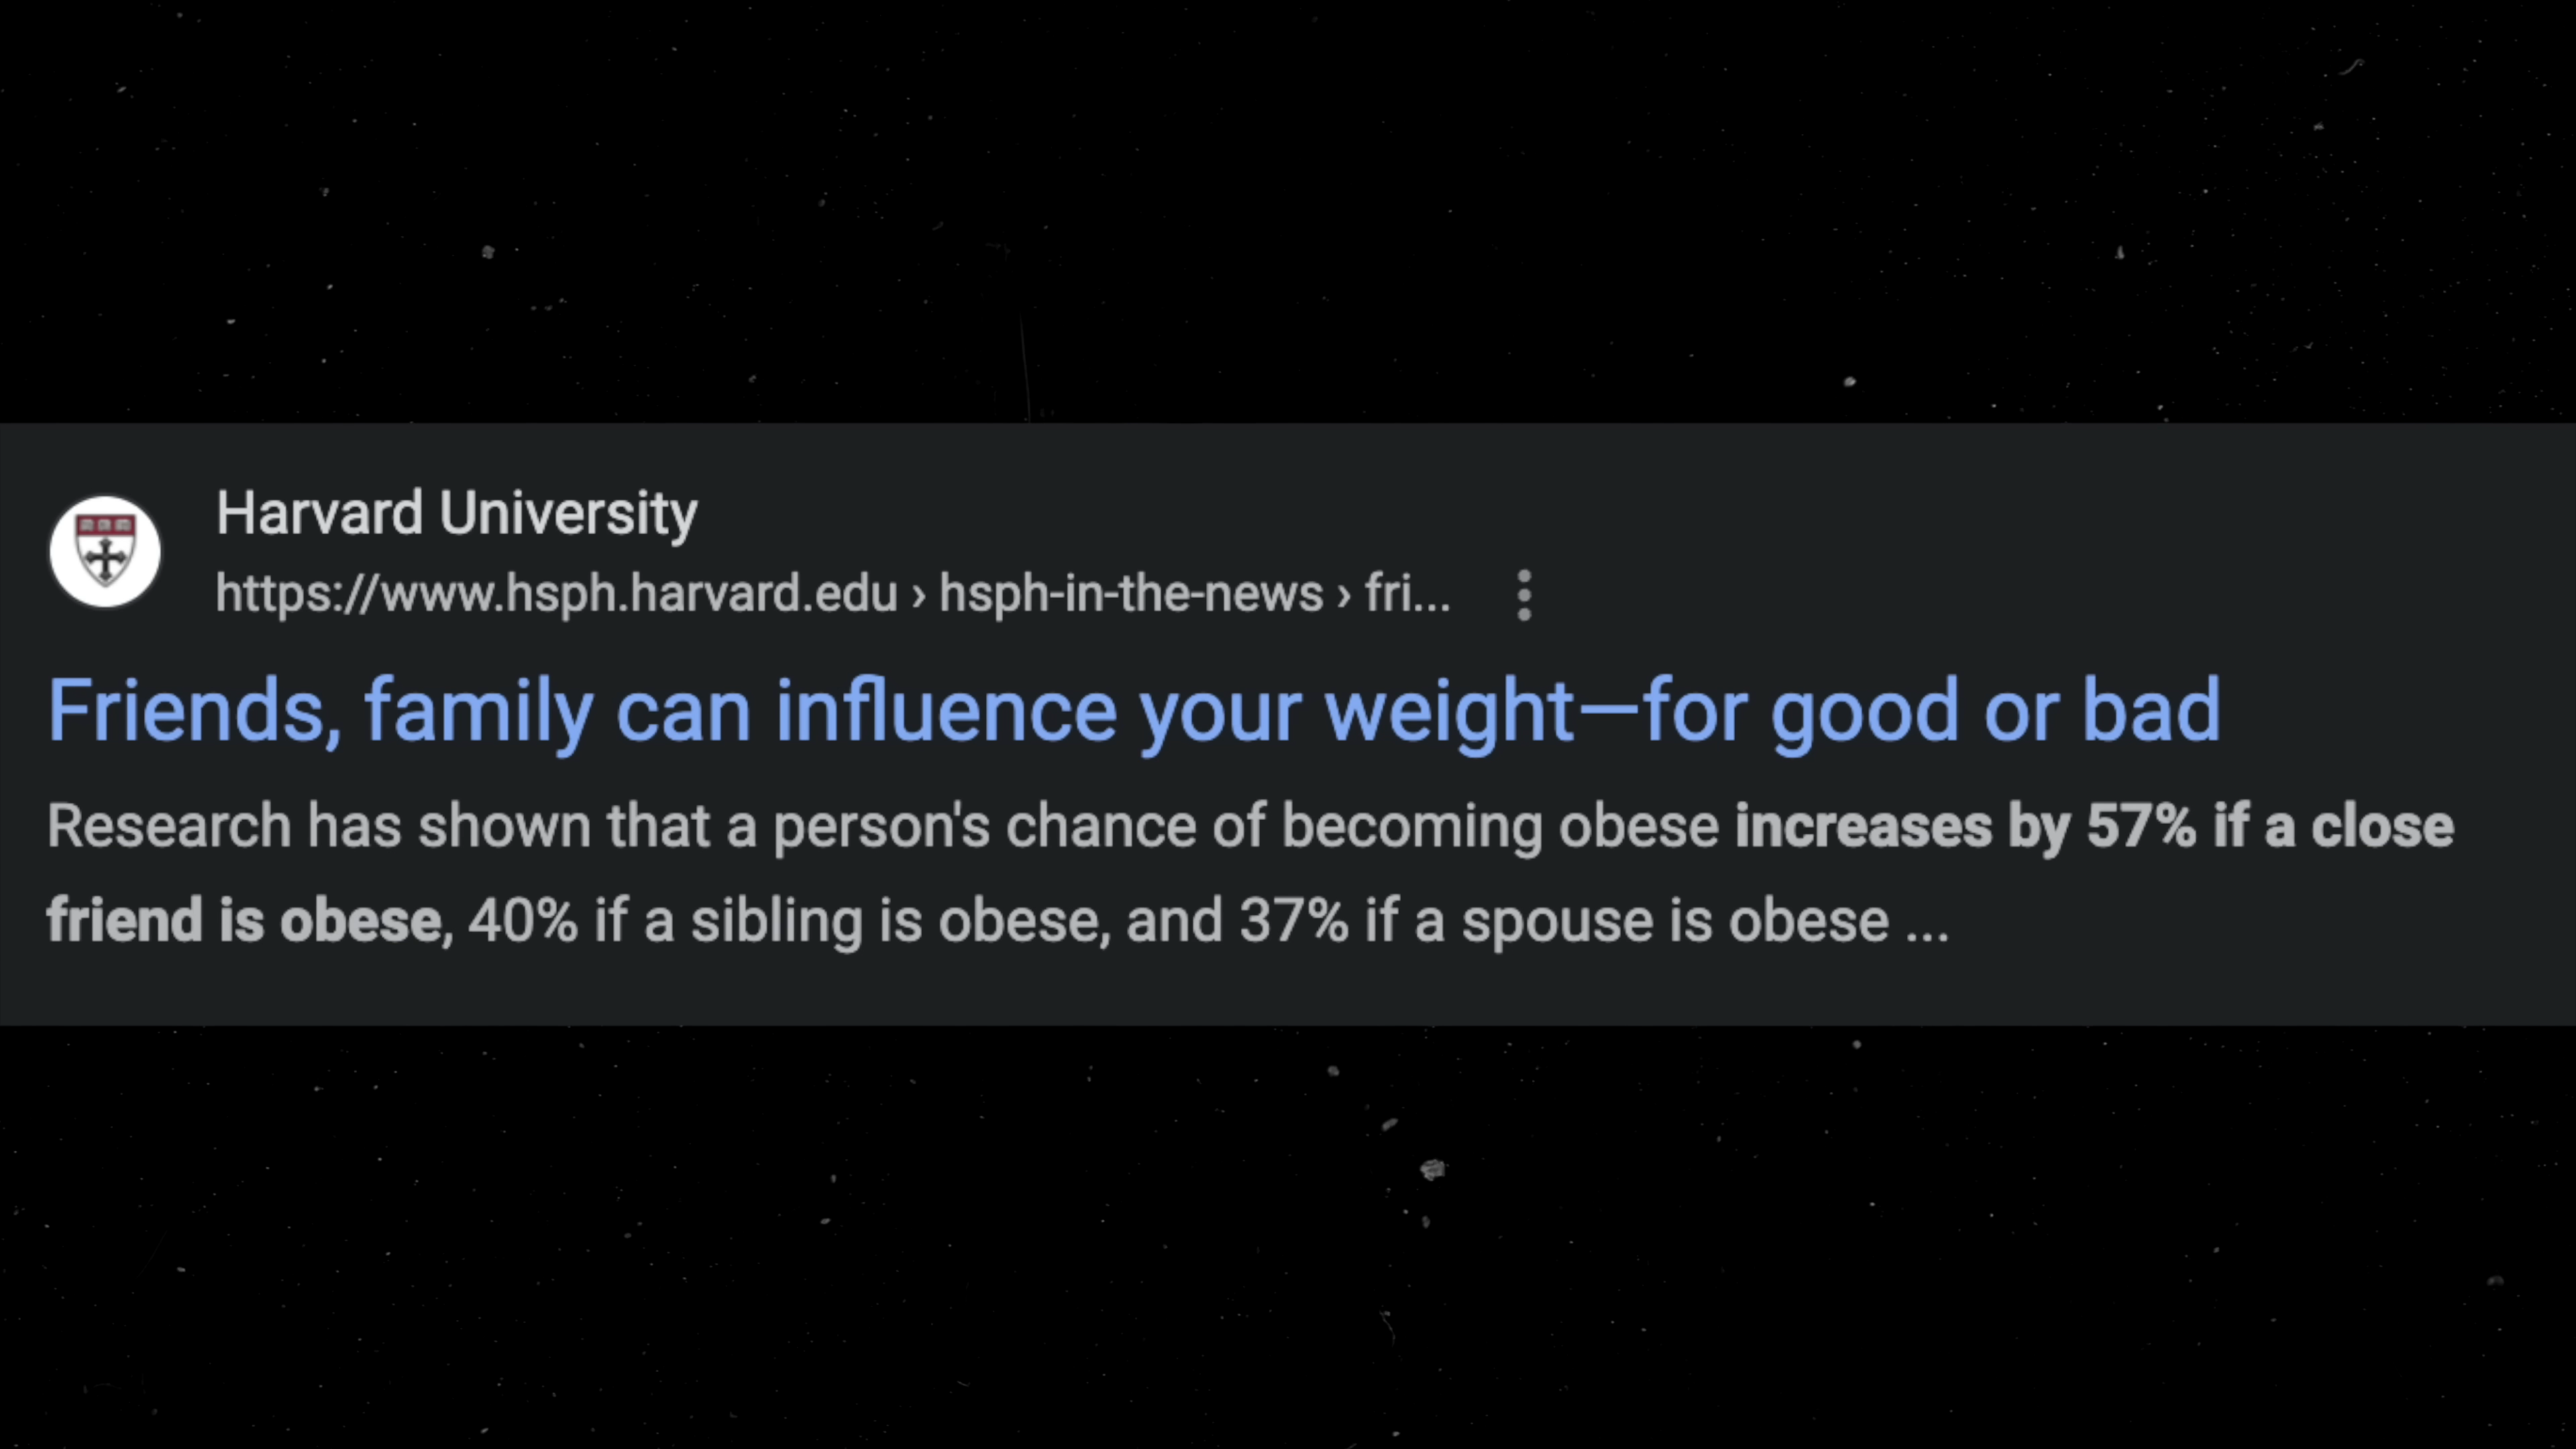 Harvard University
https://www.hsph.harvard.edu › hsph-in-the-news › fri...
Friends, family can influence your weight—for good or bad
Research has shown that a person's chance of becoming obese increases by 57% if a close
friend is obese, 40% if a sibling is obese, and 37% if a spouse is obese ...